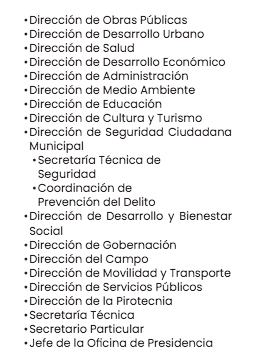 •Dirección de Obras Públicas
•Dirección de Desarrollo Urbano
•Dirección de Salud
•Dirección de Desarrollo Económico
•Dirección de Administración
•Dirección de Medio Ambiente
•Dirección de Educación
•Dirección de Cultura y Turismo
•Dirección de Seguridad Ciudadana
Municipal
•Secretaría Técnica de
Seguridad
•Coordinación de
Prevención del Delito
•Dirección de Desarrollo y Bienestar
Social
•Dirección de Gobernación
•Dirección del Campo
•Dirección de Movilidad y Transporte
•Dirección de Servicios Públicos
•Dirección de la Pirotecnia
•Secretaría Técnica
•Secretario Particular
•Jefe de la Oficina de Presidencia